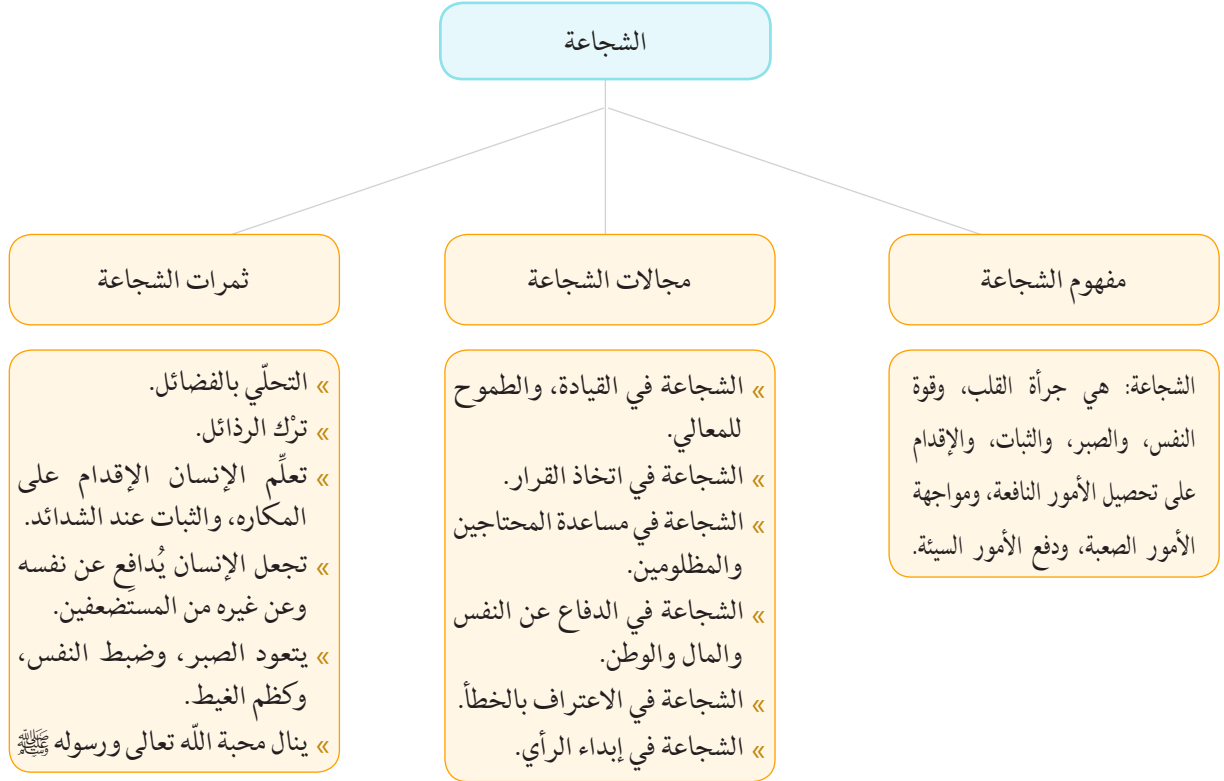 الشجاعة
مفهوم الشجاعة
الشجاعة: هي جرأة القلب، وقوة
النفس، والصبر، والثبات، والإقدام
على تحصيل الأمور النافعة، ومواجهة
الأمور الصعبة، ودفع الأمور السيئة.
مجالات الشجاعة
» الشجاعة في القيادة، والطموح
للمعالي.
» الشجاعة في اتخاذ القرار.
» الشجاعة في مساعدة المحتاجين
والمظلومين.
» الشجاعة في الدفاع عن النفس
والمال والوطن.
» الشجاعة في الاعتراف بالخطأ.
» الشجاعة في إبداء الرأي.
ثمرات الشجاعة
» التحلّي بالفضائل.
» ترْك الرذائل.
» تعلِّم الإنسان الإقدام على
المكاره، والثبات عند الشدائد.
» تجعل الإنسان يُدافِع عن نفسه
وعن غيره من المستَضعفين.
» يتعود الصبر، وضبط النفس،
وكظم الغيط.
» ينال محبة اللّه تعالى ورسوله ﷺ